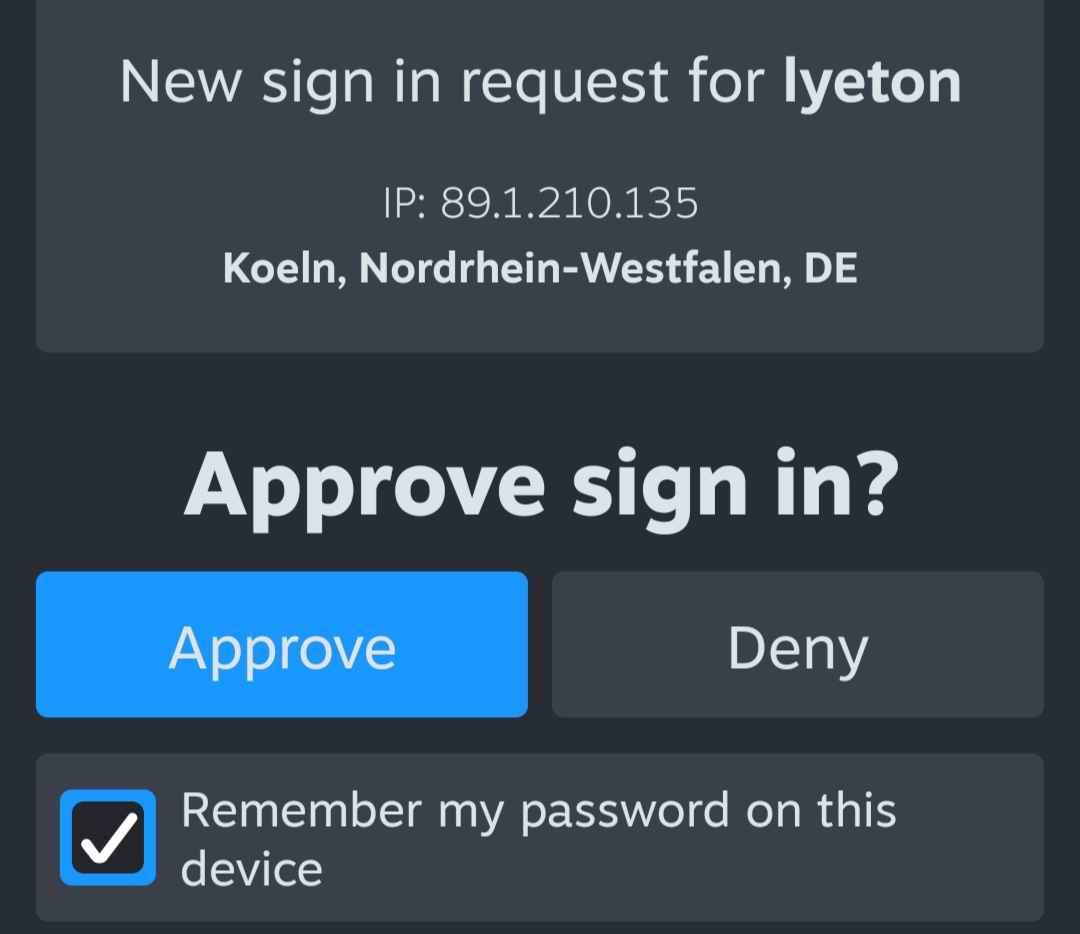 New sign in request for lyeton
IP: 89.1.210.135
Koeln, Nordrhein-Westfalen, DE
Approve sign in?
Approve
Deny
Remember my password on this
device